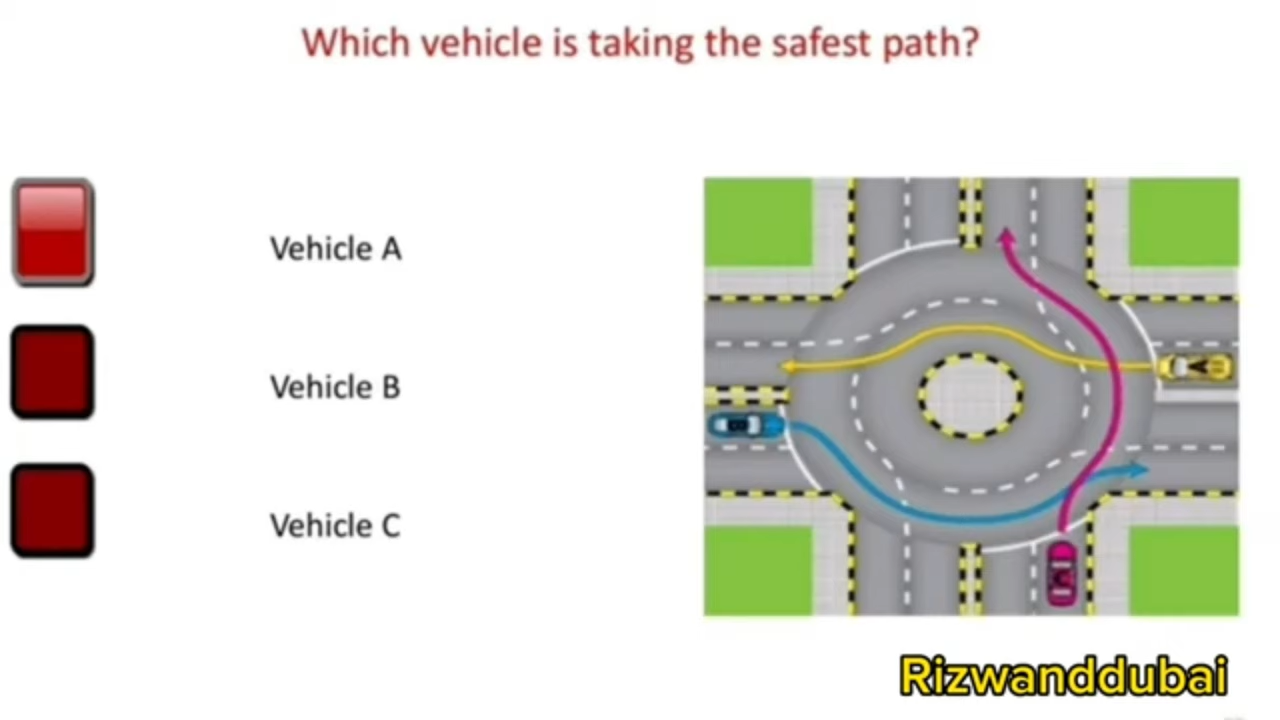 Which vehicle is taking the safest path?
Vehicle A
Vehicle B
Vehicle C
A
B
C
Rizwanddubai